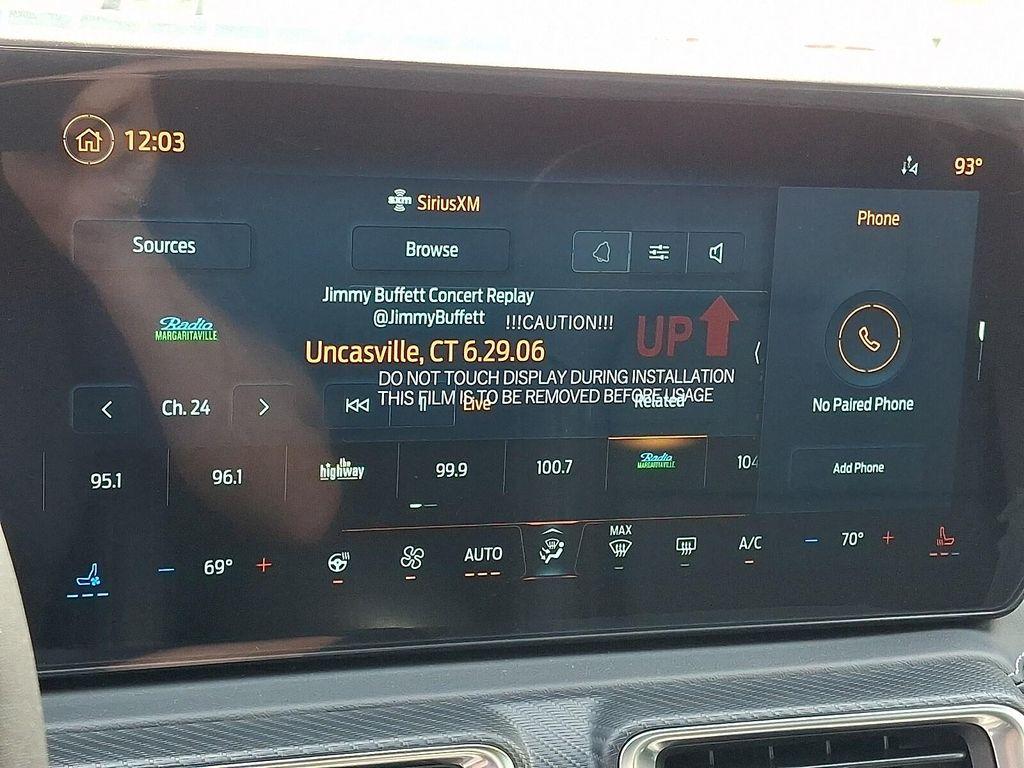 12:03
93°
sxm SiriusXM
Phone
Sources
Browse
Jimmy Buffett Concert Replay
@JimmyBuffett
!!!CAUTION!!!
UP
Radio
MARGARITAVILLE
Uncasville, CT 6.29.06
DO NOT TOUCH DISPLAY DURING INSTALLATION
THIS FILM IS TO BE REMOVED BEFORE USAGE
Ch. 24
Live
Related
No Paired Phone
95.1
96.1
the highway
99.9
100.7
Radio
MARGARITAVILLE
104
Add Phone
69°
AUTO
MAX
A/C
70°